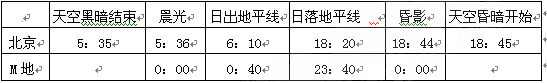 天空黑暗结束 晨光 日出地平线 日落地平线 昏影 天空昏暗开始
北京 5：35 5：36 6：10 18：20 18：44 18：45
M 地 0：00 0：40 23：40 0：00